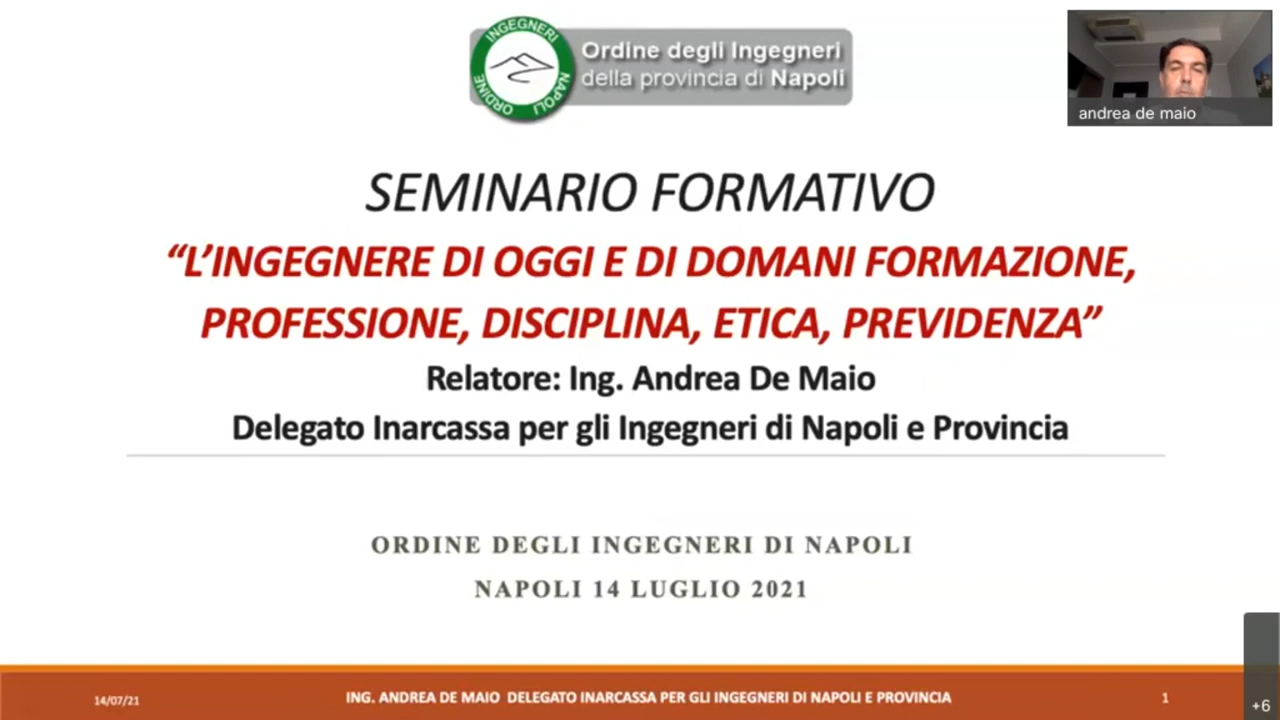 INGEGNERI
NAPOLI
ORDINE
Ordine degli Ingegneri
della provincia di Napoli
andrea de maio
SEMINARIO FORMATIVO
“L’INGEGNERE DI OGGI E DI DOMANI FORMAZIONE,
PROFESSIONE, DISCIPLINA, ETICA, PREVIDENZA”
Relatore: Ing. Andrea De Maio
Delegato Inarcassa per gli Ingegneri di Napoli e Provincia
ORDINE DEGLI INGEGNERI DI NAPOLI
NAPOLI 14 LUGLIO 2021
14/07/21
ING. ANDREA DE MAIO DELEGATO INARCASSA PER GLI INGEGNERI DI NAPOLI E PROVINCIA
1
+6